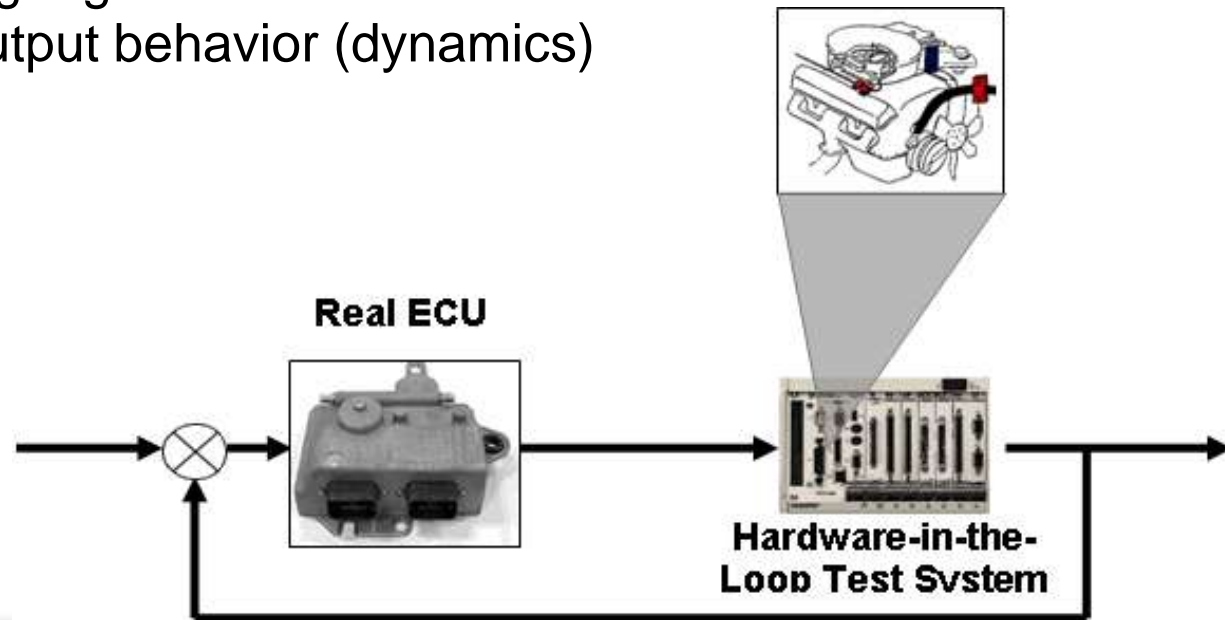 utput behavior (dynamics)
Real ECU
Hardware-in-the-
Loop Test System